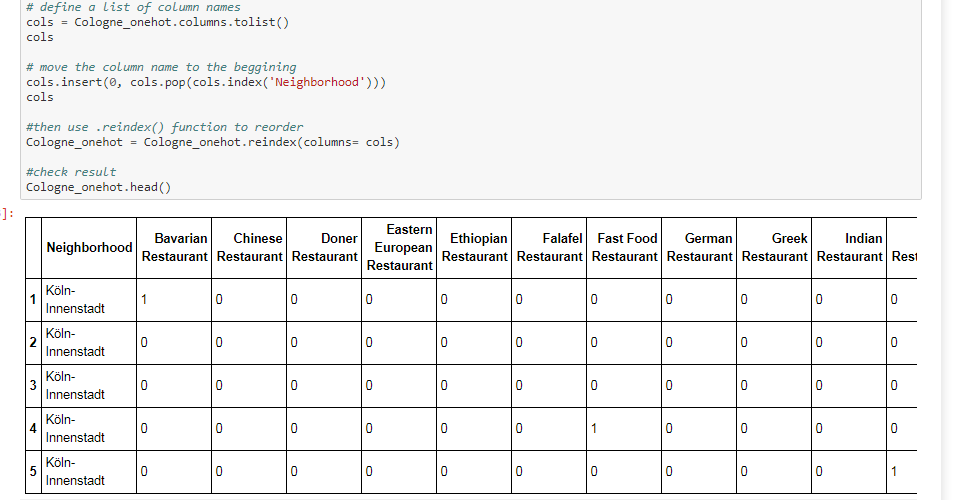 # define a list of column names
cols = Cologne_onehot.columns.tolist()
cols
# move the column name to the beggining
cols.insert(0, cols.pop(cols.index('Neighborhood')))
cols
#then use .reindex() function to reorder
Cologne_onehot = Cologne_onehot.reindex(columns= cols)
#check result
Cologne_onehot.head()
]:
Neighborhood Bavarian Restaurant Chinese Restaurant Doner Restaurant Eastern European Restaurant Ethiopian Restaurant Falafel Restaurant Fast Food Restaurant German Restaurant Greek Restaurant Indian Restaurant Rest
1 Köln-Innenstadt 1 0 0 0 0 0 0 0 0 0 0
2 Köln-Innenstadt 0 0 0 0 0 0 0 0 0 0 0
3 Köln-Innenstadt 0 0 0 0 0 0 0 0 0 0 0
4 Köln-Innenstadt 0 0 0 0 0 0 1 0 0 0 0
5 Köln-Innenstadt 0 0 0 0 0 0 0 0 0 0 1